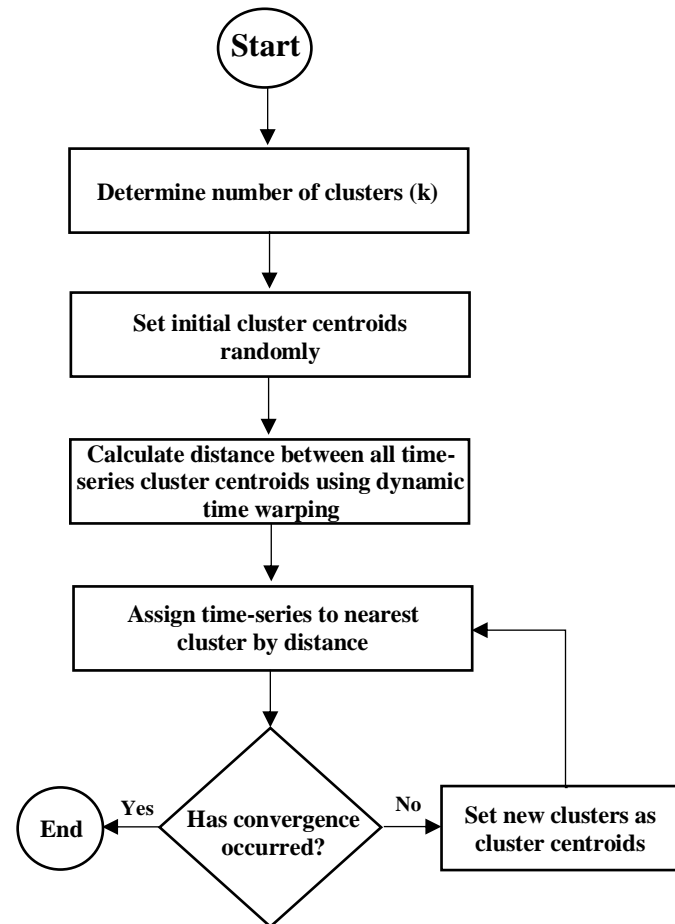 Start
Determine number of clusters (k)
Set initial cluster centroids
randomly
Calculate distance between all time-
series cluster centroids using dynamic
time warping
Assign time-series to nearest
cluster by distance
Has convergence
occurred?
Yes
End
No
Set new clusters as
cluster centroids